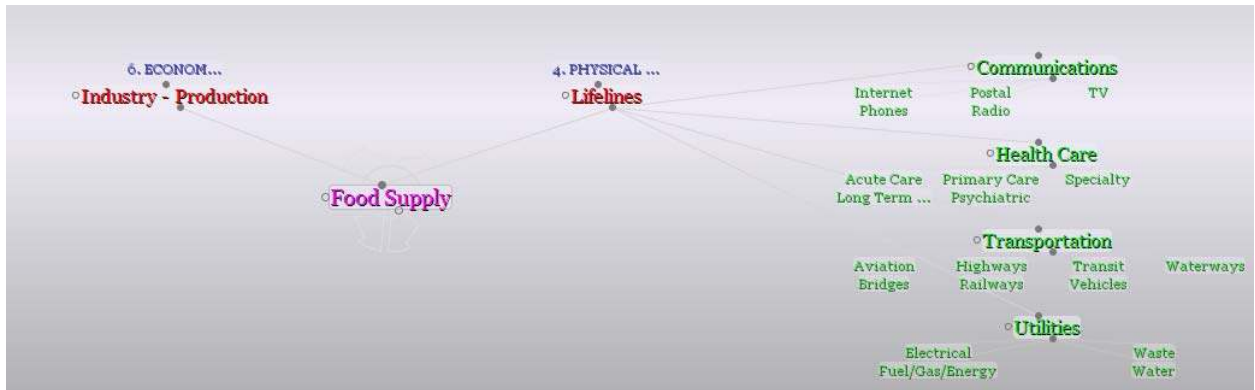 6. ECONOM...
Industry - Production
4. PHYSICAL ...
Lifelines
Food Supply
Communications
Internet Postal TV
Phones Radio
Health Care
Acute Care Primary Care Specialty
Long Term ... Psychiatric
Transportation
Aviation Highways Transit Waterways
Bridges Railways Vehicles
Utilities
Electrical Waste
Fuel/Gas/Energy Water